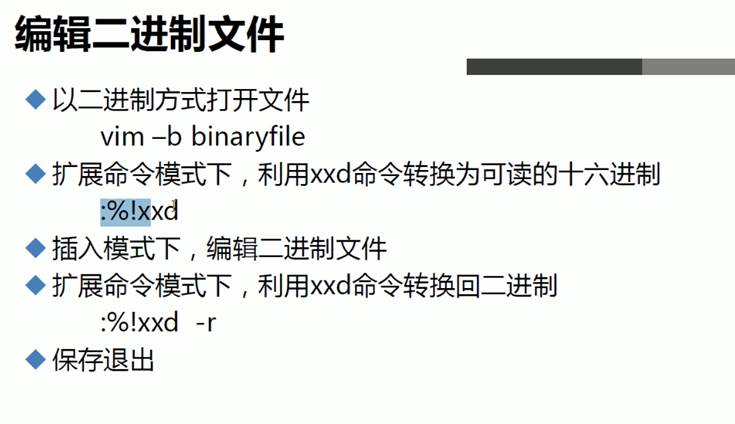 编辑二进制文件
以二进制方式打开文件
vim –b binaryfile
扩展命令模式下，利用xxd命令转换为可读的十六进制
:%!xxd
插入模式下，编辑二进制文件
扩展命令模式下，利用xxd命令转换回二进制
:%!xxd -r
保存退出